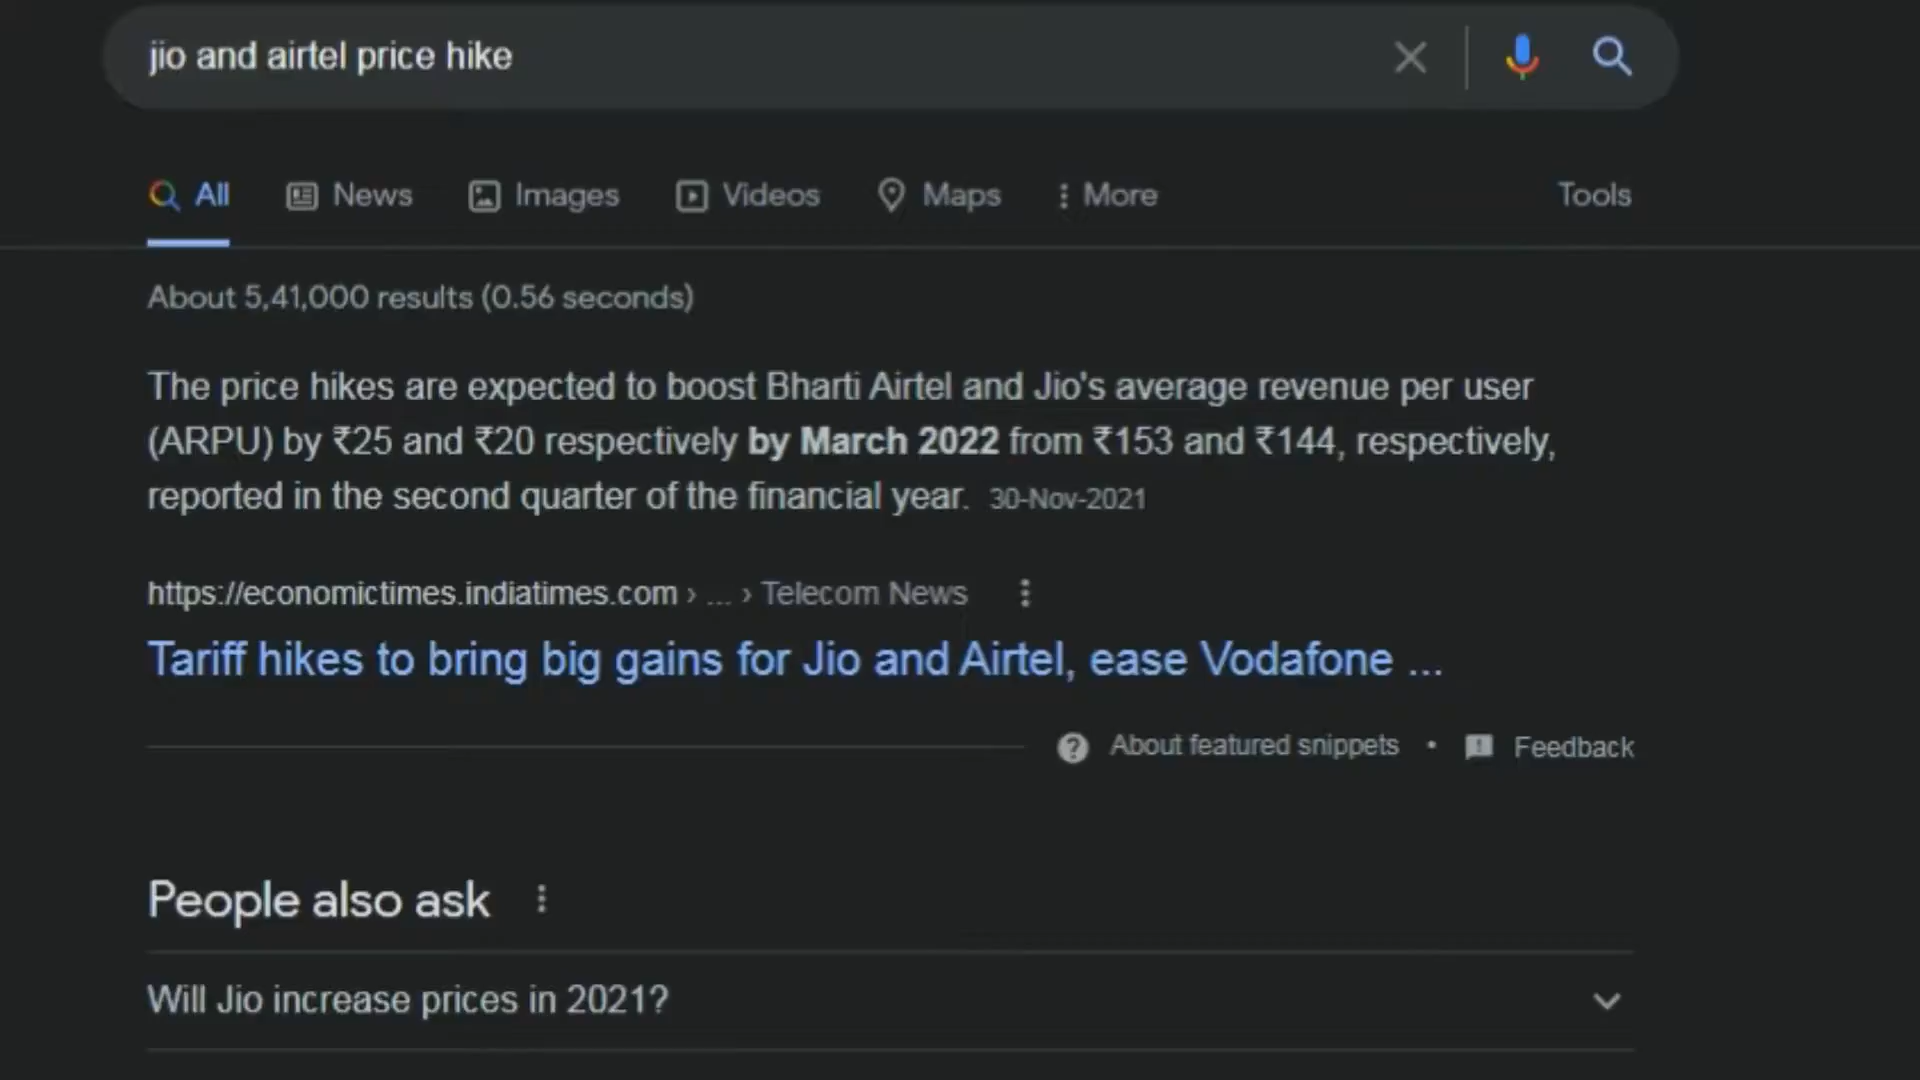 jio and airtel price hike
All News Images Videos Maps More Tools
About 5,41,000 results (0.56 seconds)
The price hikes are expected to boost Bharti Airtel and Jio's average revenue per user
(ARPU) by ₹25 and ₹20 respectively by March 2022 from ₹153 and ₹144, respectively,
reported in the second quarter of the financial year. 30-Nov-2021
https://economictimes.indiatimes.com › ... › Telecom News
Tariff hikes to bring big gains for Jio and Airtel, ease Vodafone ...
About featured snippets • Feedback
People also ask
Will Jio increase prices in 2021?